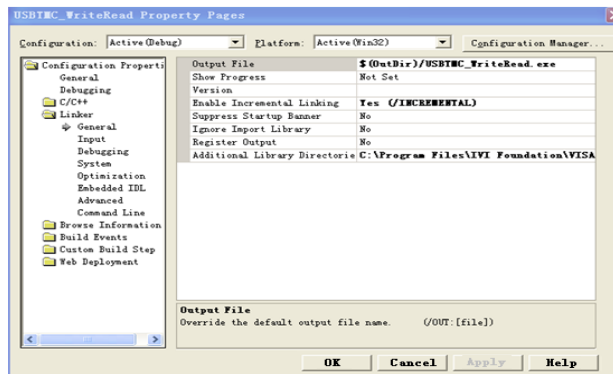 USBTMC_WriteRead Property Pages
Configuration: Active(Debug) Platform: Active(Win32) Configuration Manager...
Configuration Properti
General
Debugging
C/C++
Linker
General
Input
Debugging
System
Optimization
Embedded IDL
Advanced
Command Line
Browse Information
Build Events
Custom Build Step
Web Deployment
Output File $(OutDir)/USBTMC_WriteRead.exe
Show Progress Not Set
Version
Enable Incremental Linking Yes (/INCREMENTAL)
Suppress Startup Banner No
Ignore Import Library No
Register Output No
Additional Library Directorie C:\Program Files\IVI Foundation\VISA
Output File
Override the default output file name. (/OUT:[file])
OK Cancel Apply Help